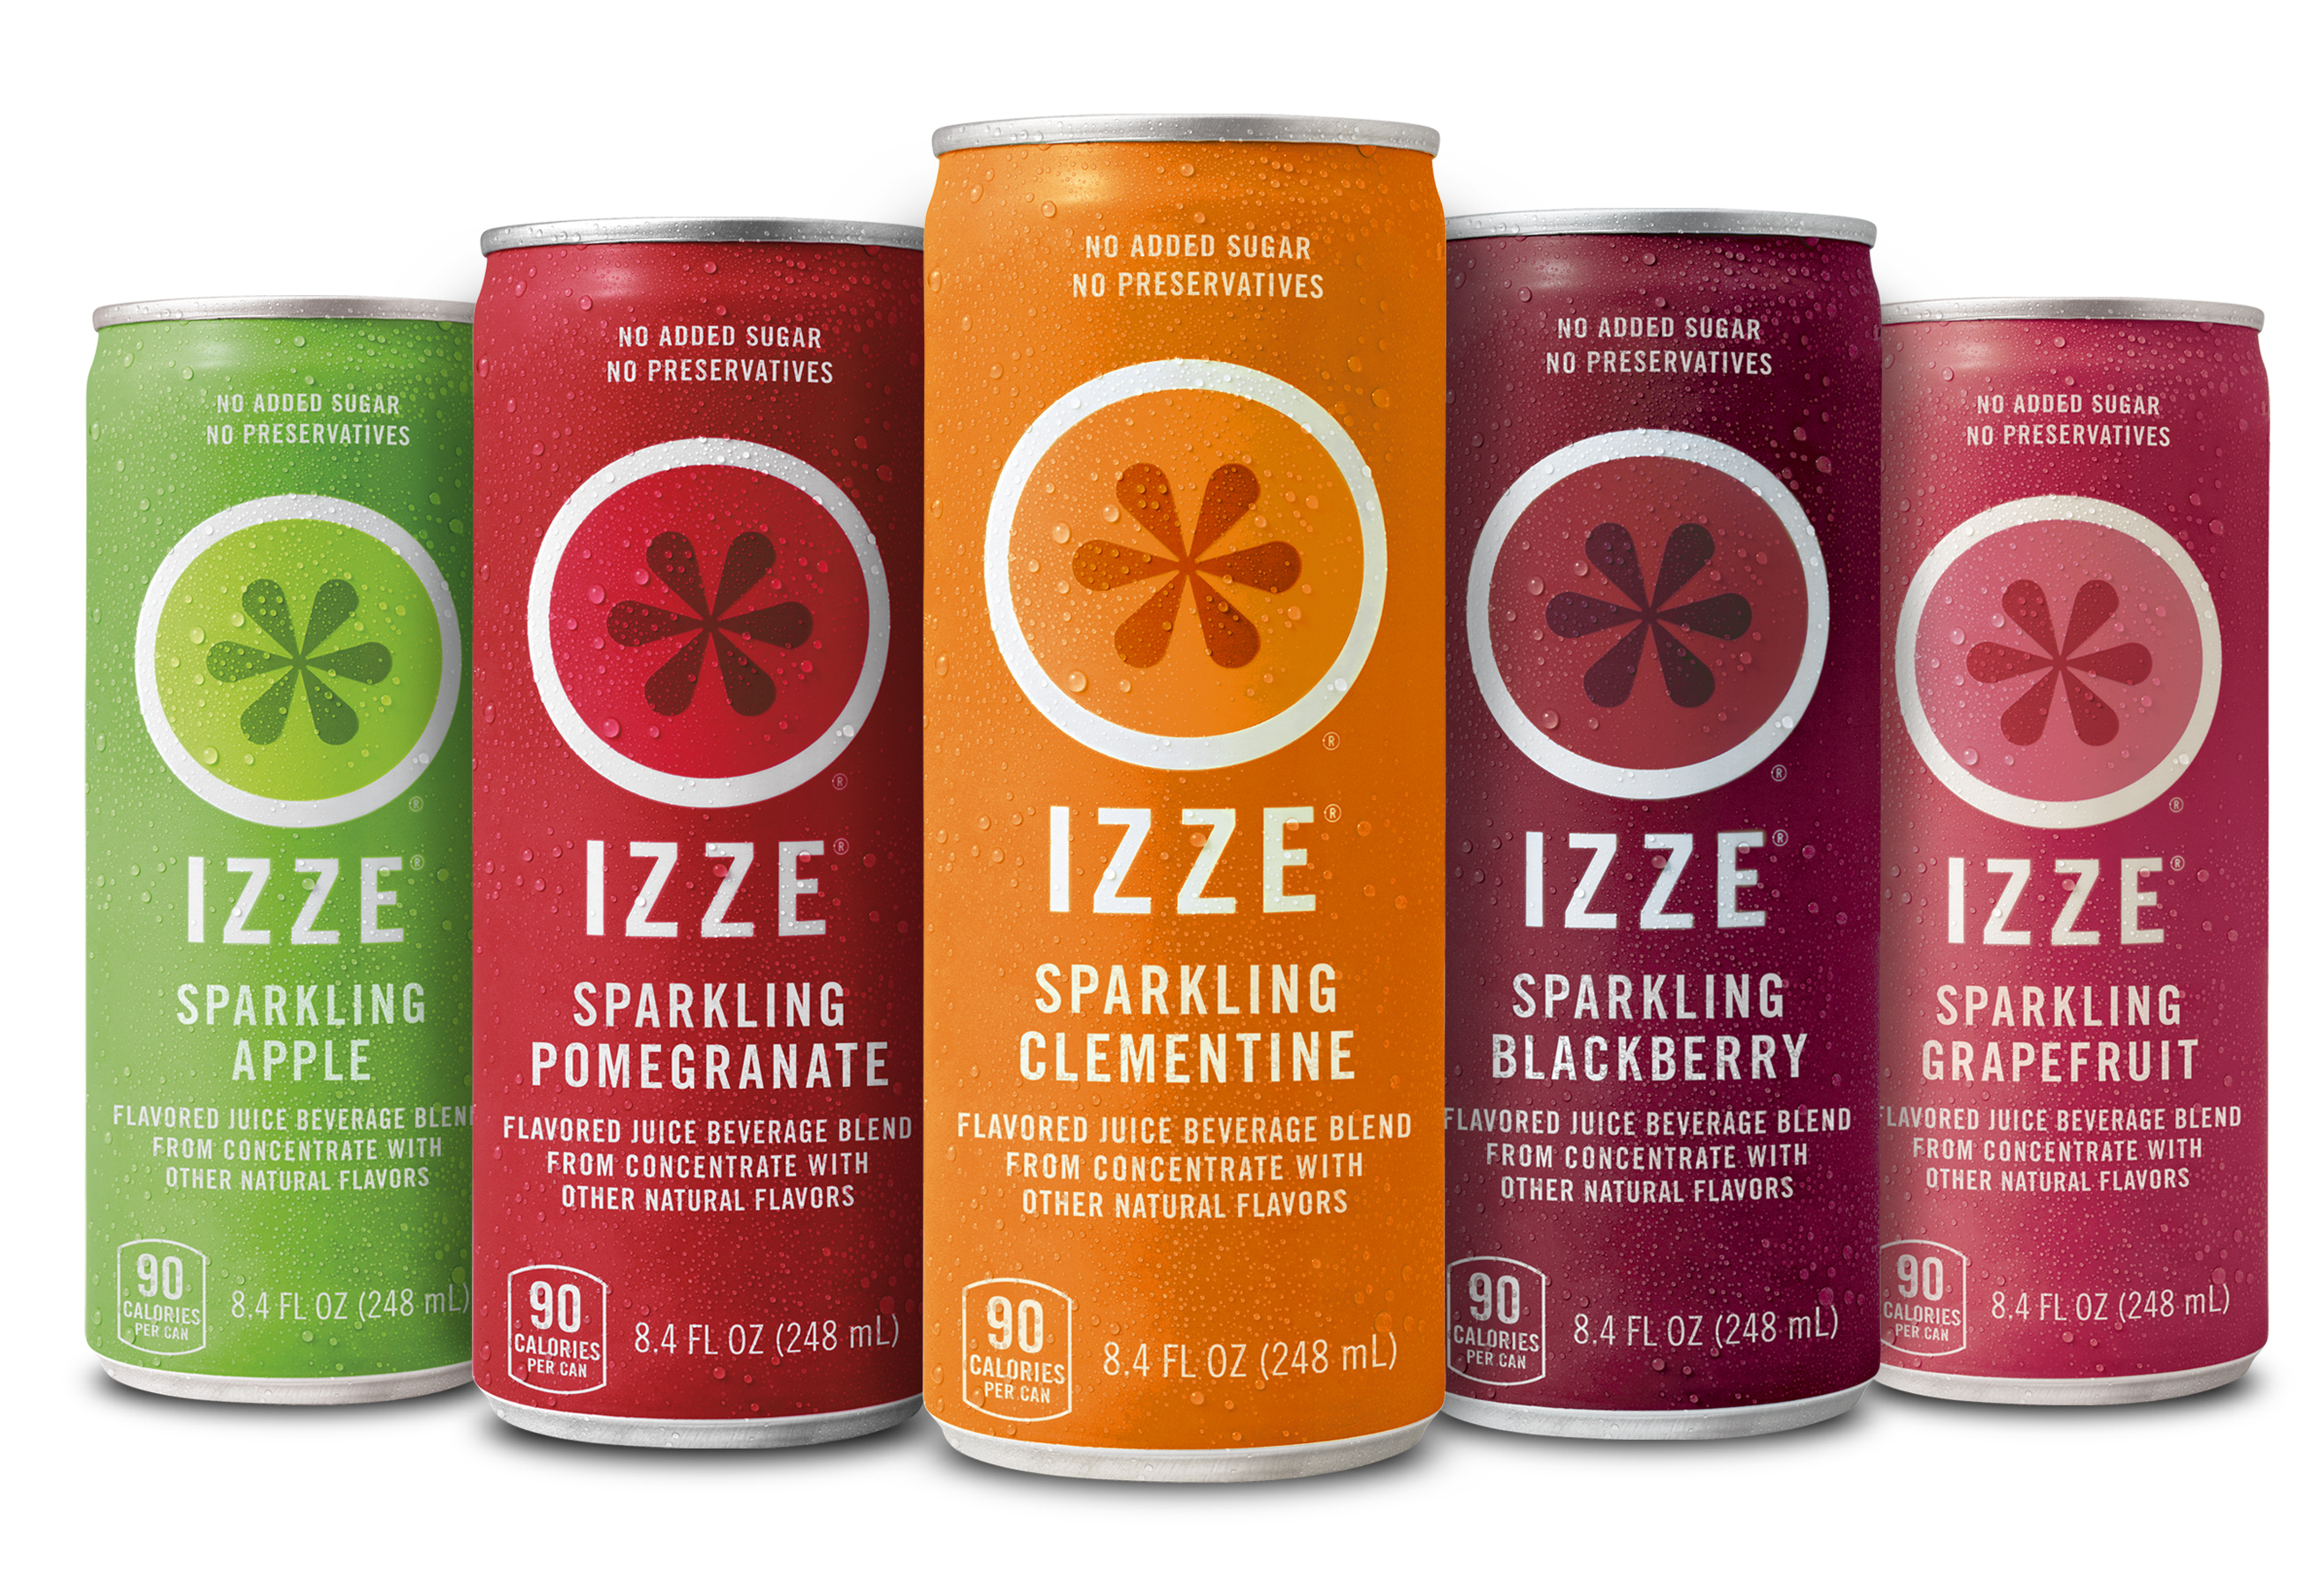 NO ADDED SUGAR
NO PRESERVATIVES
®
IZZE®
SPARKLING
APPLE
FLAVORED JUICE BEVERAGE BLEN
FROM CONCENTRATE WITH
OTHER NATURAL FLAVORS
90
CALORIES
PER CAN
8.4 FL OZ (248 mL)
NO ADDED SUGAR
NO PRESERVATIVES
®
IZZE®
SPARKLING
POMEGRANATE
FLAVORED JUICE BEVERAGE BLEND
FROM CONCENTRATE WITH
OTHER NATURAL FLAVORS
90
CALORIES
PER CAN
8.4 FL OZ (248 mL)
NO ADDED SUGAR
NO PRESERVATIVES
®
IZZE®
SPARKLING
CLEMENTINE
FLAVORED JUICE BEVERAGE BLEND
FROM CONCENTRATE WITH
OTHER NATURAL FLAVORS
90
CALORIES
PER CAN
8.4 FL OZ (248 mL)
NO ADDED SUGAR
NO PRESERVATIVES
®
IZZE®
SPARKLING
BLACKBERRY
FLAVORED JUICE BEVERAGE BLEND
FROM CONCENTRATE WITH
OTHER NATURAL FLAVORS
90
CALORIES
PER CAN
8.4 FL OZ (248 mL)
NO ADDED SUGAR
NO PRESERVATIVES
®
IZZE®
SPARKLING
GRAPEFRUIT
FLAVORED JUICE BEVERAGE BLEND
FROM CONCENTRATE WITH
OTHER NATURAL FLAVORS
90
CALORIES
PER CAN
8.4 FL OZ (248 mL)